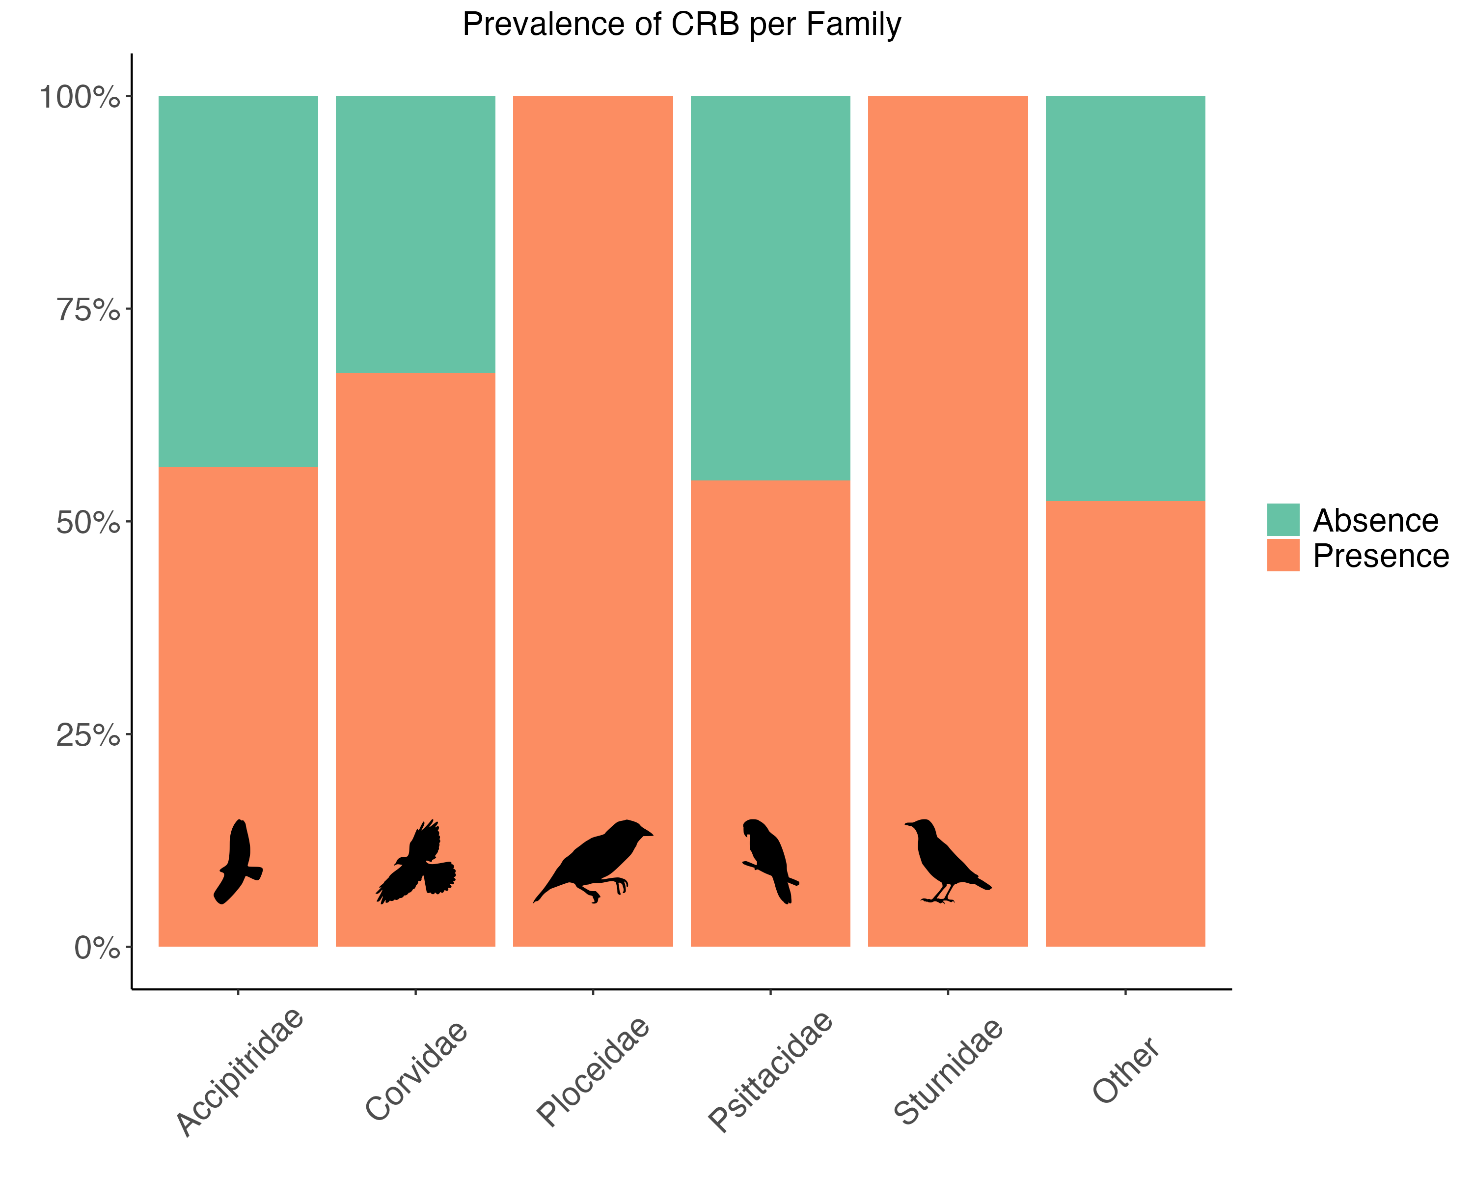 Prevalence of CRB per Family
100%
75%
50%
25%
0%
Absence
Presence
Accipitridae
Corvidae
Ploceidae
Psittacidae
Sturnidae
Other